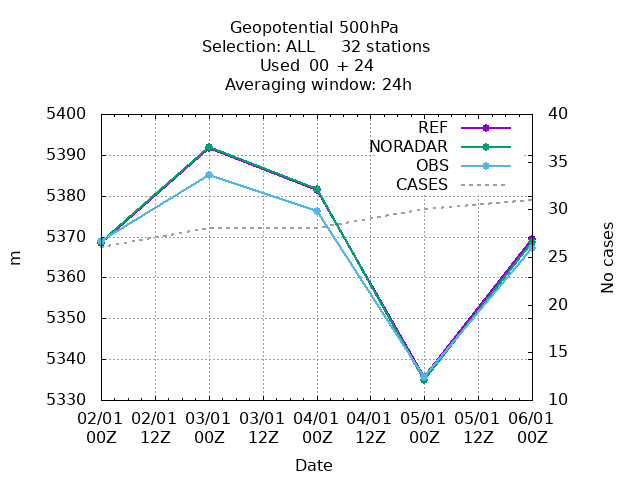 Geopotential 500hPa
Selection: ALL 32 stations
Used 00 + 24
Averaging window: 24h
5400
5390
5380
5370
5360
5350
5340
5330
m
REF
NORADAR
OBS
CASES
40
35
30
25
20
15
10
No cases
02/01 02/01 03/01 03/01 04/01 04/01 05/01 05/01 06/01
00Z 12Z 00Z 12Z 00Z 12Z 00Z 12Z 00Z
Date